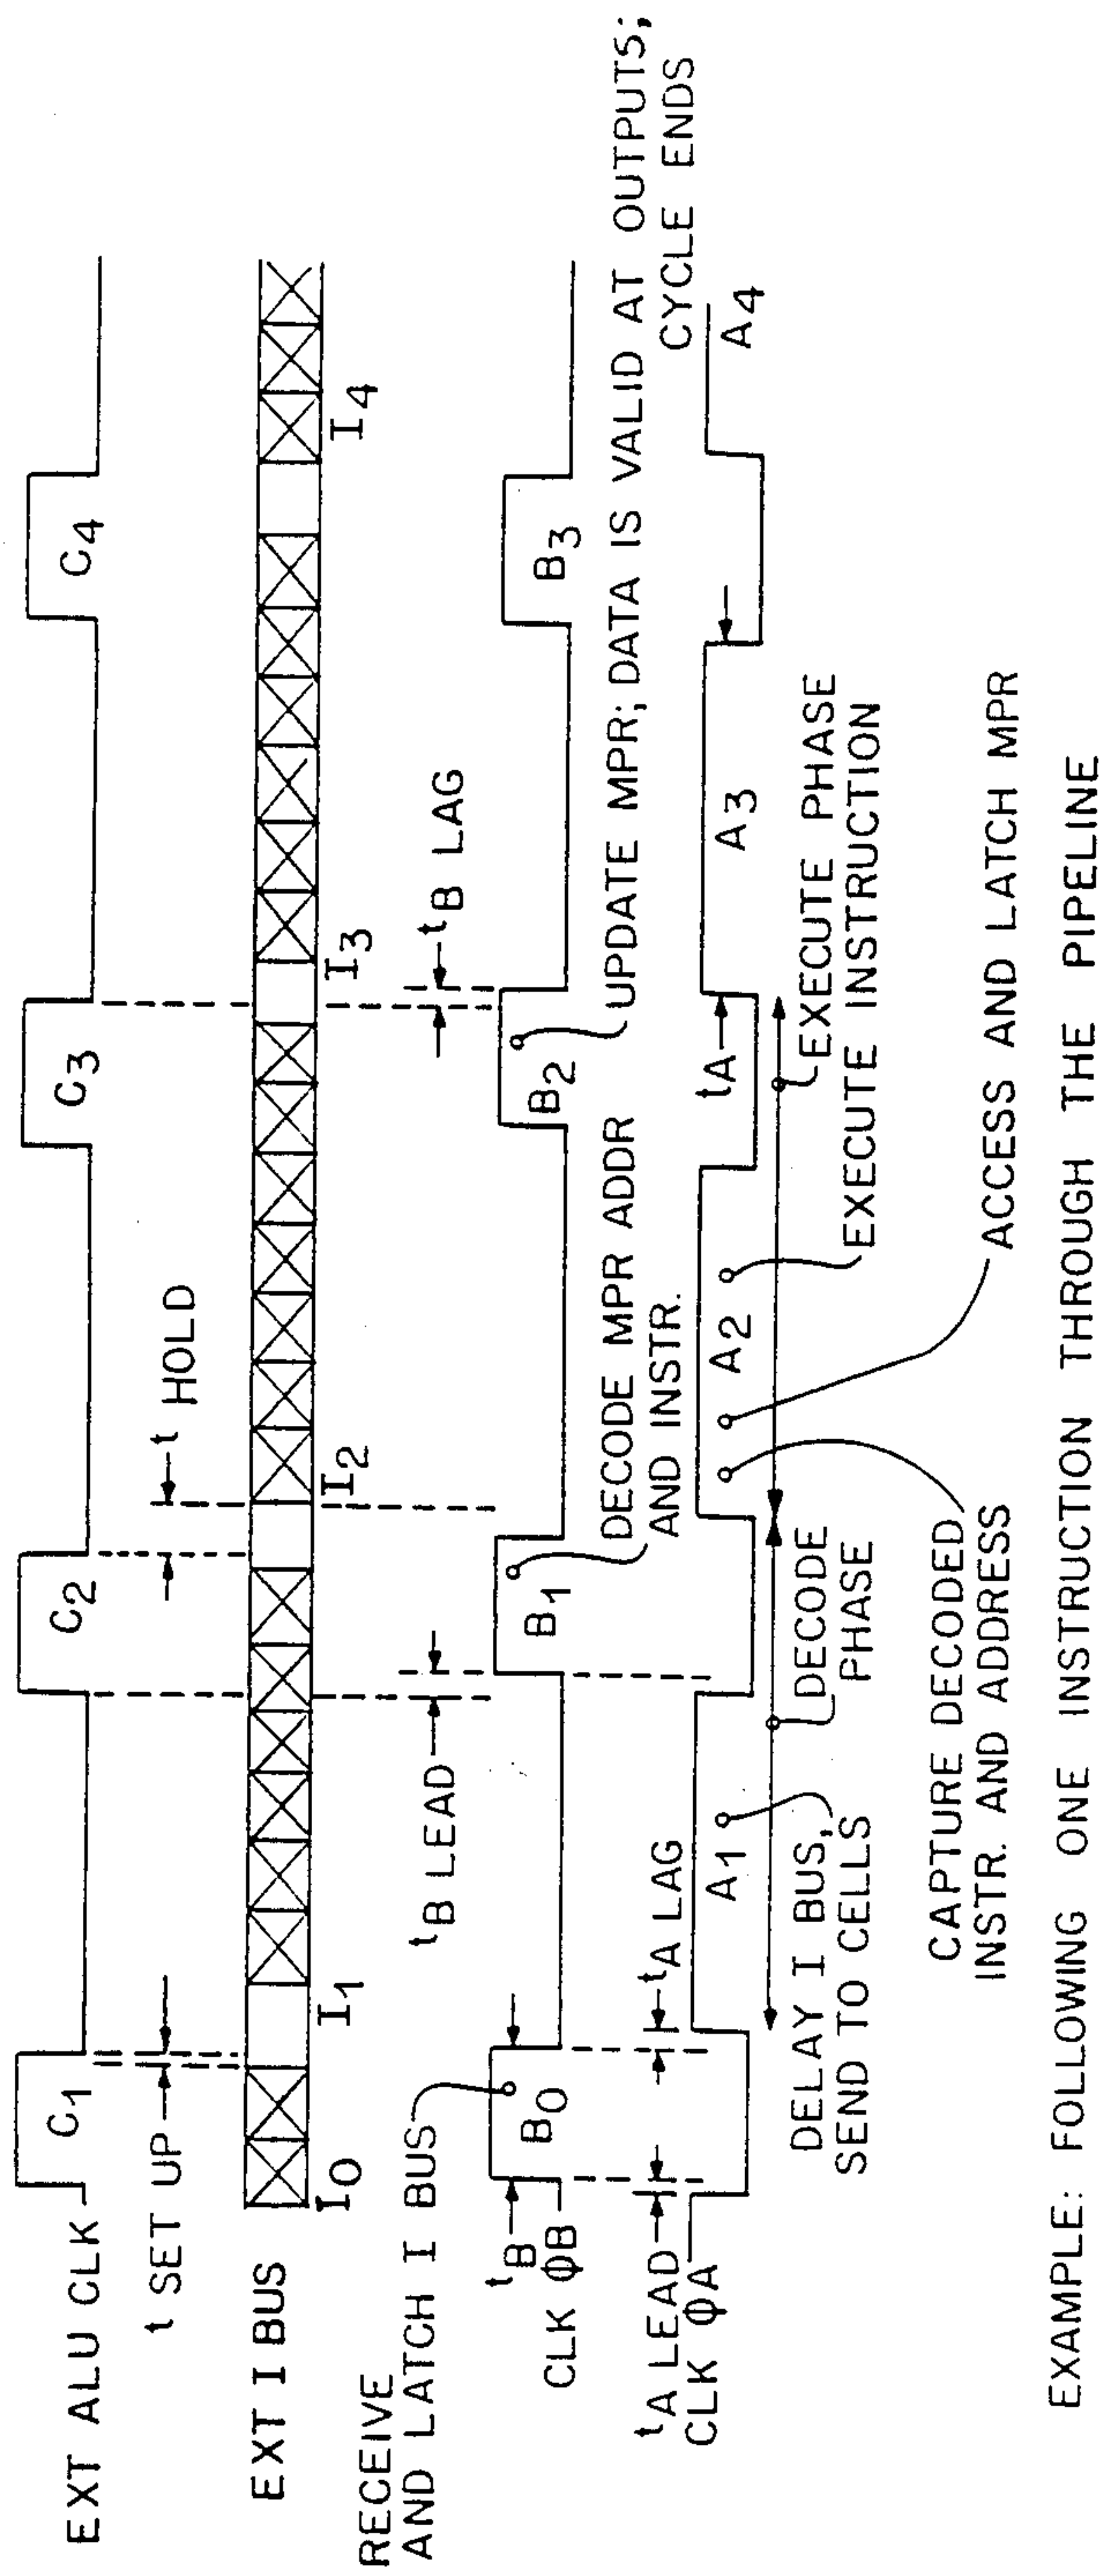 EXT ALU CLK
C1
C2
C3
C4
t SET UP
t HOLD
EXT I BUS
I0
I1
I2
I3
I4
RECEIVE
AND LATCH I BUS
tB LEAD
tB LAG
tB
CLK ΦB
B0
B1
B2
B3
DECODE MPR ADDR
AND INSTR.
UPDATE MPR; DATA IS VALID AT OUTPUTS;
CYCLE ENDS
tA LEAD
CLK ΦA
tA LAG
A1
A2
tA
A3
A4
DELAY I BUS,
SEND TO CELLS
DECODE
PHASE
EXECUTE PHASE
EXECUTE INSTRUCTION
CAPTURE DECODED
INSTR. AND ADDRESS
ACCESS AND LATCH MPR
EXAMPLE: FOLLOWING ONE INSTRUCTION THROUGH THE PIPELINE